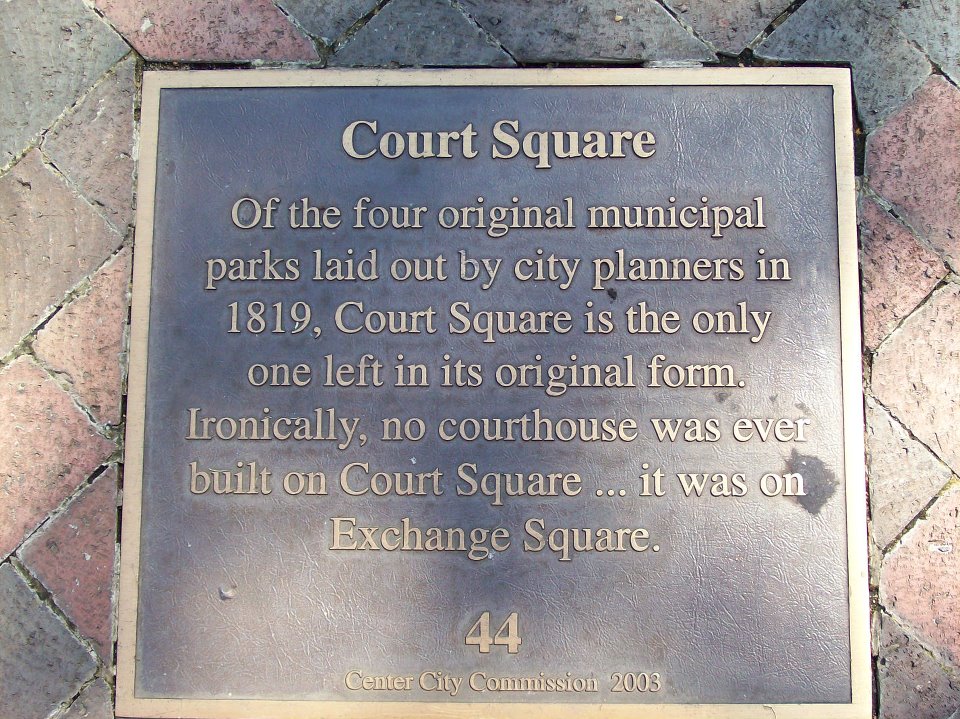 Court Square
Of the four original municipal
parks laid out by city planners in
1819, Court Square is the only
one left in its original form.
Ironically, no courthouse was ever
built on Court Square ... it was on
Exchange Square.
44
Center City Commission 2003